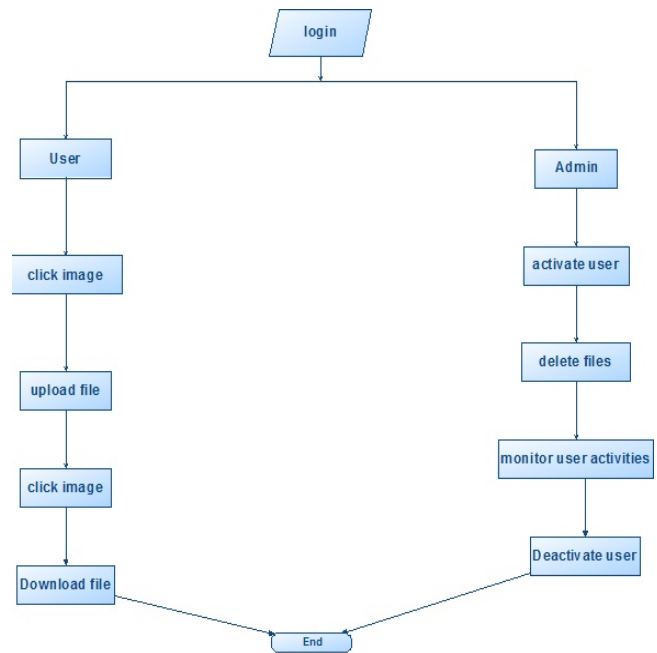 login
User
Admin
click image
activate user
upload file
delete files
click image
monitor user activities
Download file
Deactivate user
End